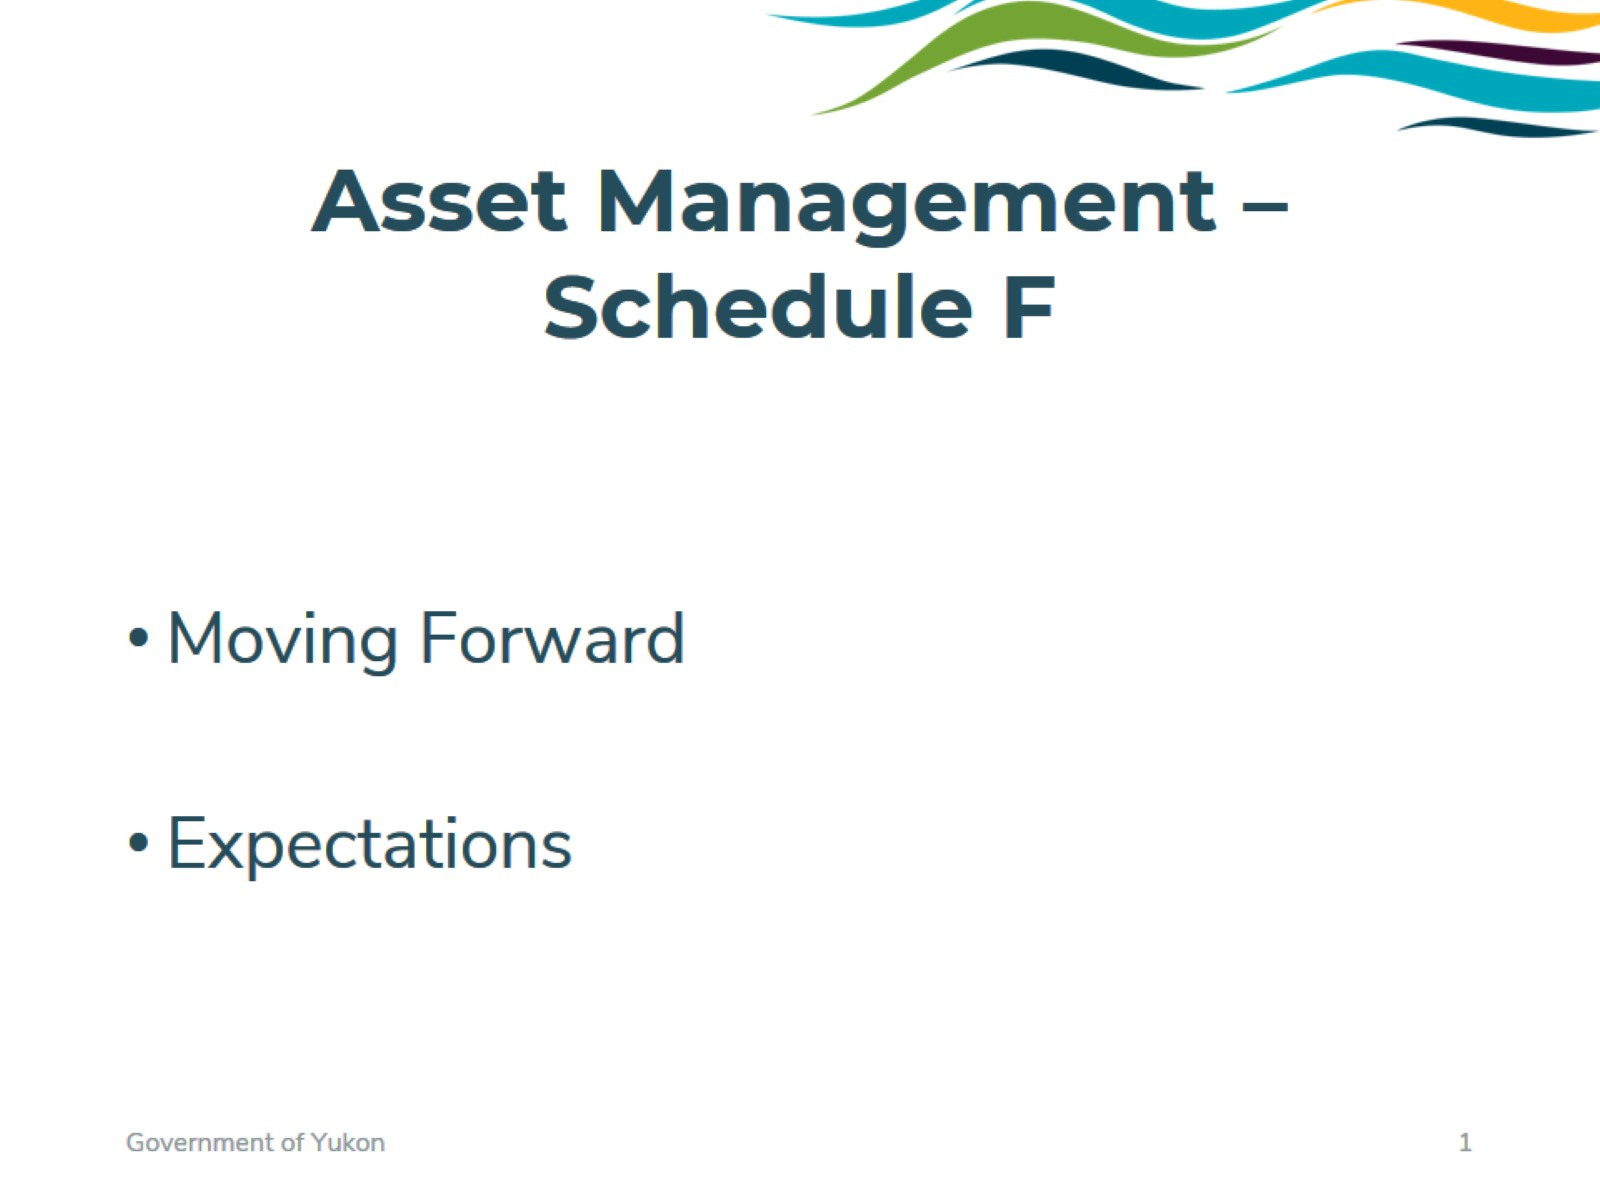 Asset Management –
Schedule F
• Moving Forward
• Expectations
Government of Yukon
1